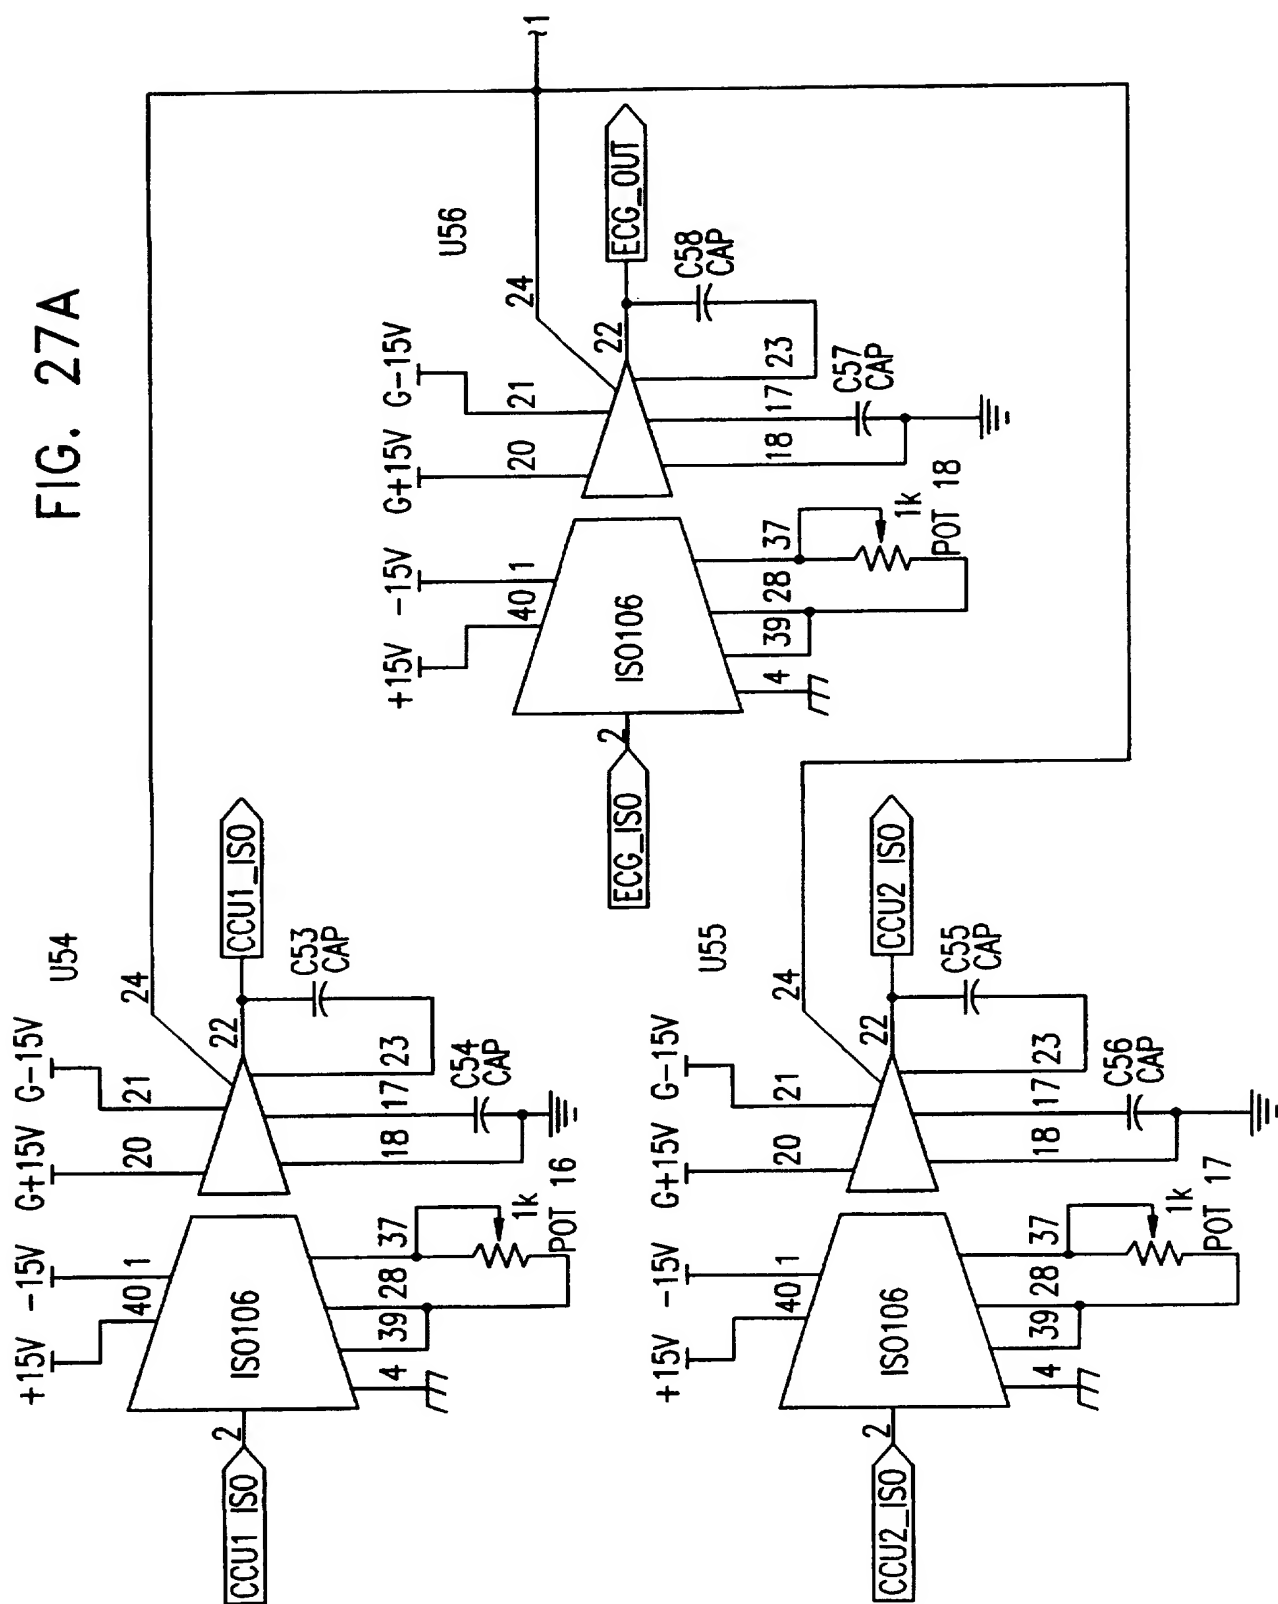 FIG. 27A
1
U54
+15V
-15V
G+15V
G-15V
40
1
20
21
24
CCU1 ISO
2
ISO106
22
CCU1_ISO
4
39
28
37
18
17
23
C53
CAP
C54
CAP
1k
POT 16
U56
+15V
-15V
G+15V
G-15V
40
1
20
21
24
ECG_ISO
2
ISO106
22
ECG_OUT
4
39
28
37
18
17
23
C58
CAP
C57
CAP
1k
POT 18
U55
+15V
-15V
G+15V
G-15V
40
1
20
21
24
CCU2_ISO
2
ISO106
22
CCU2 ISO
4
39
28
37
18
17
23
C55
CAP
C56
CAP
1k
POT 17